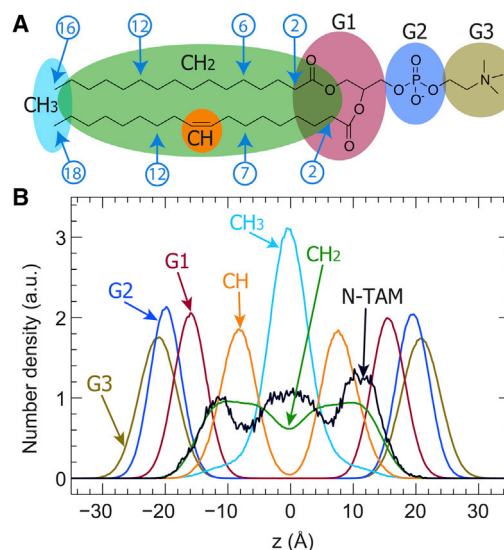 A
G1
G2
G3
16
12
6
2
CH₂
CH₃
CH
O
O
O
O
O
P
O
O⁻
O
N
18
12
7
2
B
CH₃
G1
CH₂
G2
CH
N-TAM
G3
Number density (a.u.)
3
2
1
0
−30
−20
−10
0
10
20
30
z (Å)